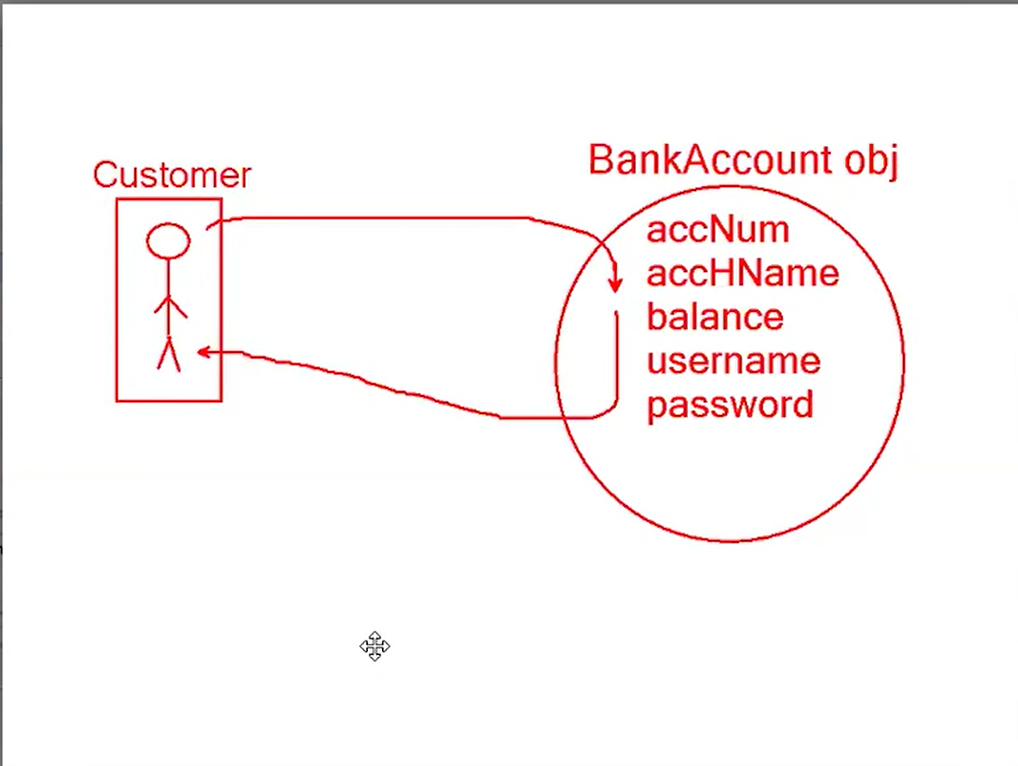 Customer
BankAccount obj
accNum
accHName
balance
username
password